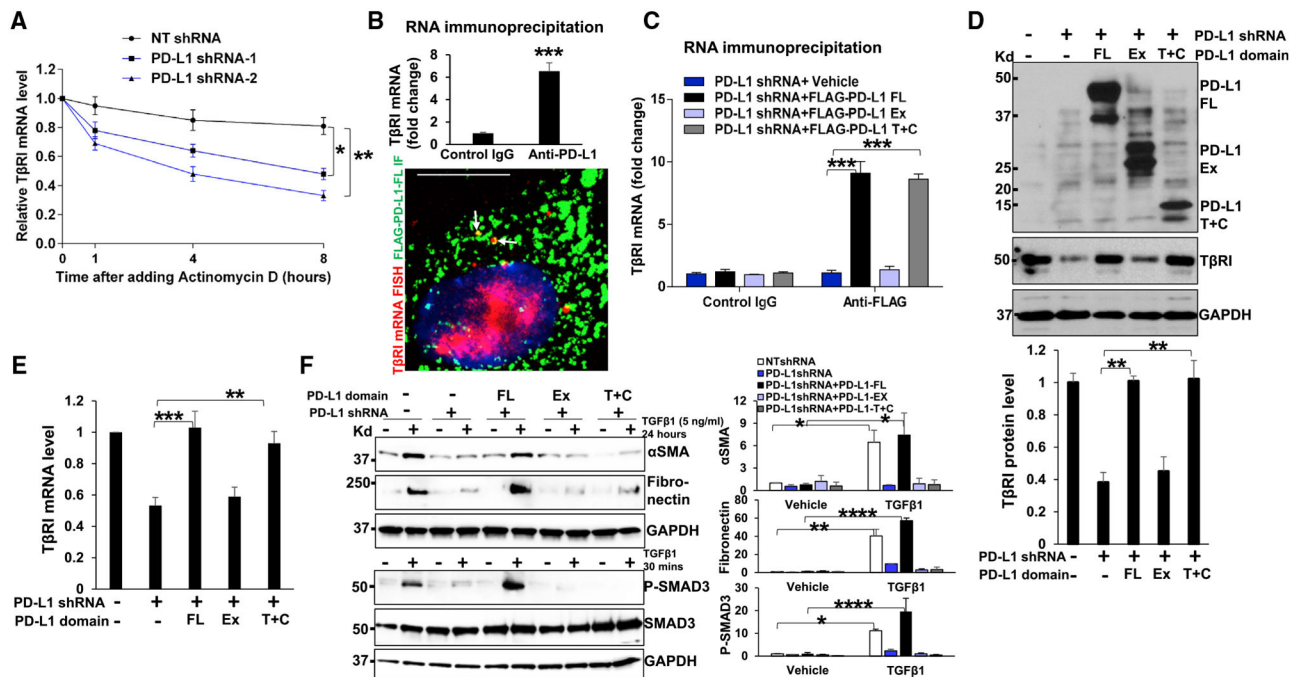 A
NT shRNA
PD-L1 shRNA-1
PD-L1 shRNA-2
Relative TβRI mRNA level
1.0
0.8
0.6
0.4
0.2
0.0
* **
0 1 4 8
Time after adding Actinomycin D (hours)
B
RNA immunoprecipitation
TβRI mRNA
(fold change)
8
6
4
2
0
***
Control IgG Anti-PD-L1
TβRI mRNA FISH FLAG-PD-L1-FL IF
C
RNA immunoprecipitation
PD-L1 shRNA+ Vehicle
PD-L1 shRNA+FLAG-PD-L1 FL
PD-L1 shRNA+FLAG-PD-L1 Ex
PD-L1 shRNA+FLAG-PD-L1 T+C
TβRI mRNA (fold change)
15
10
5
0
*** ***
Control IgG Anti-FLAG
D
- + + + + PD-L1 shRNA
Kd - - FL Ex T+C PD-L1 domain
50
37
25
20
15
PD-L1
FL
PD-L1
Ex
PD-L1
T+C
50 TβRI
37 GAPDH
TβRI protein level
1.2
1
0.8
0.6
0.4
0.2
0
** **
PD-L1 shRNA - + + + +
PD-L1 domain- - FL Ex T+C
E
TβRI mRNA level
1.2
1
0.8
0.6
0.4
0.2
0
*** **
PD-L1 shRNA - + + + +
PD-L1 domain - - FL Ex T+C
F
PD-L1 domain - - FL Ex T+C
PD-L1 shRNA - + + + +
Kd - + - + - + - + - + TGFβ1 (5 ng/ml)
24 hours
37 αSMA
250 Fibro-
nectin
37 GAPDH
- + - + - + - + - + TGFβ1
30 mins
50 P-SMAD3
50 SMAD3
37 GAPDH
NTshRNA
PD-L1shRNA
PD-L1shRNA+PD-L1-FL
PD-L1shRNA+PD-L1-EX
PD-L1shRNA+PD-L1-T+C
αSMA
12
9
6
3
0
* *
Vehicle TGFβ1
Fibronectin
80
60
40
20
0
** ****
Vehicle TGFβ1
P-SMAD3
30
20
10
0
* ****
Vehicle TGFβ1